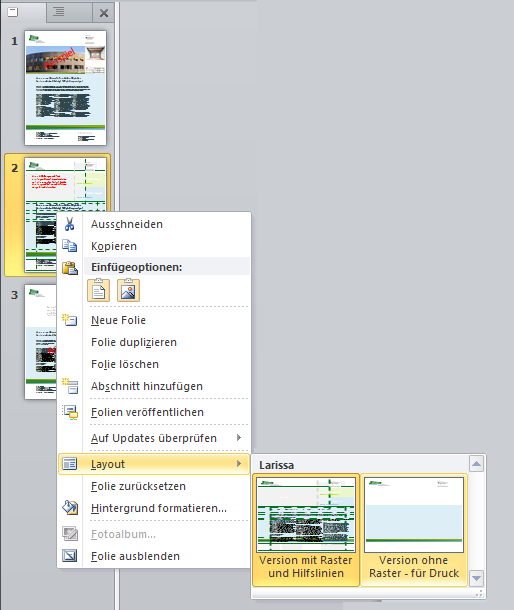 1
2
3
Ausschneiden
Kopieren
Einfügeoptionen:
Neue Folie
Folie duplizieren
Folie löschen
Abschnitt hinzufügen
Folien veröffentlichen
Auf Updates überprüfen
Layout
Folie zurücksetzen
Hintergrund formatieren...
Fotoalbum...
Folie ausblenden
Larissa
Version mit Raster
und Hilfslinien
Version ohne
Raster - für Druck